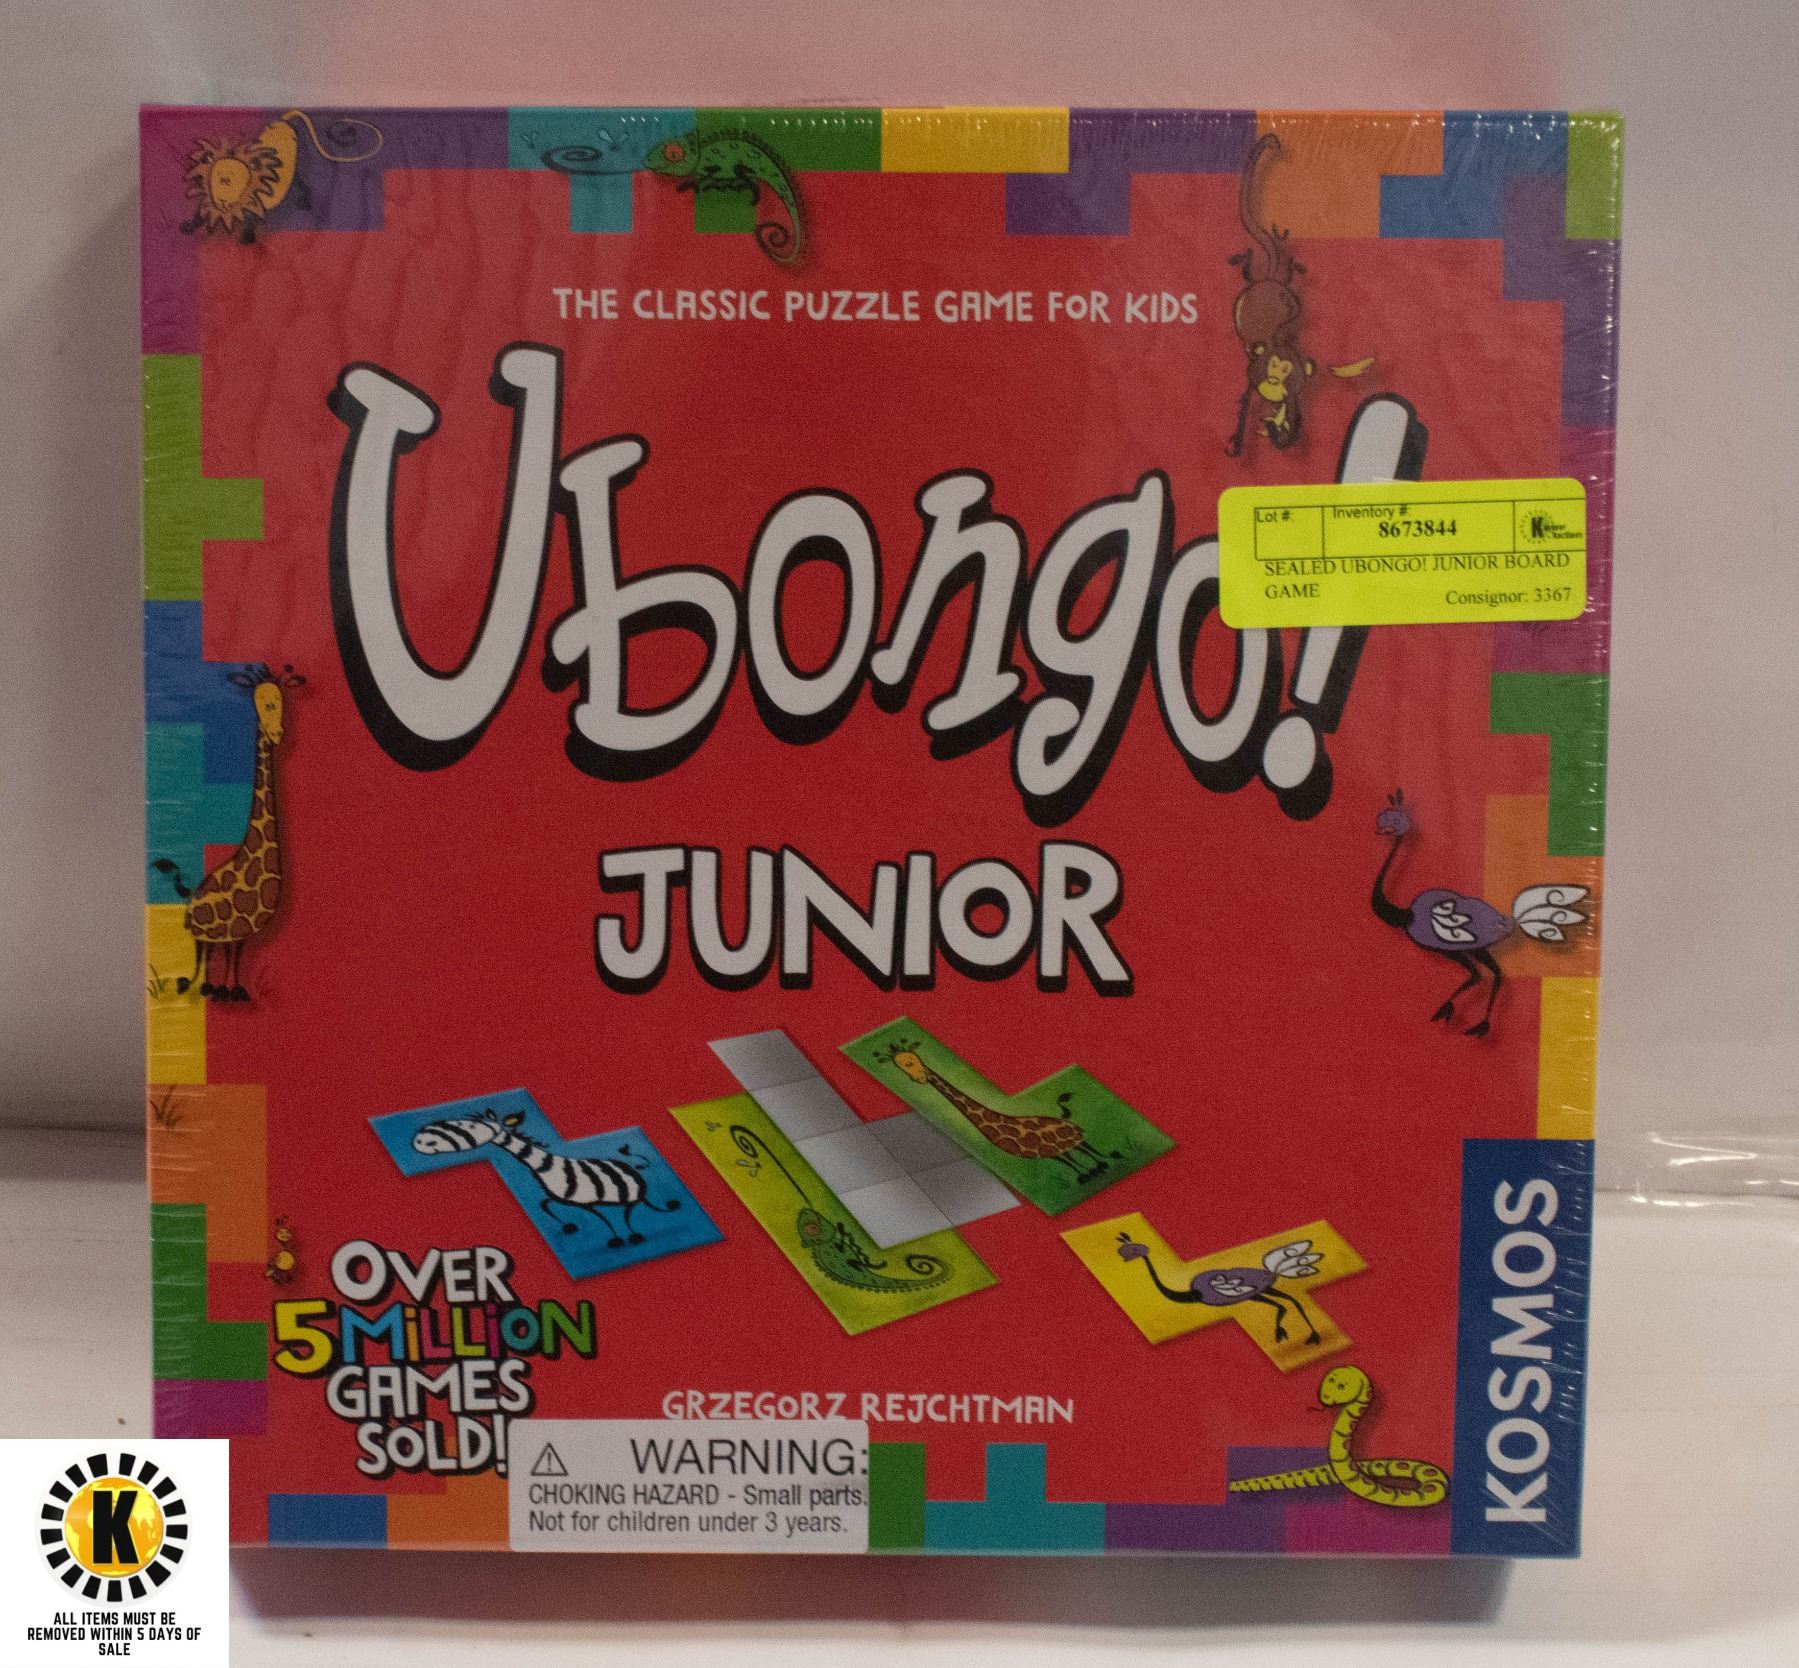 THE CLASSIC PUZZLE GAME FOR KIDS
Ubongo!
Lot #:
Inventory #:
8673844
K
SEALED UBONGO! JUNIOR BOARD
GAME
Consignor: 3367
JUNIOR
OVER
5 MiLLiON
GAMES
SOLD!
GRZEGORZ REJCHTMAN
KOSMOS
WARNING:
CHOKING HAZARD - Small parts.
Not for children under 3 years.
K
ALL ITEMS MUST BE
REMOVED WITHIN 5 DAYS OF
SALE